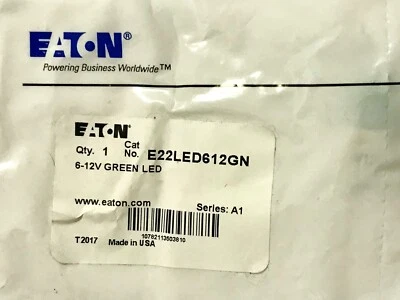 EATON®
Powering Business Worldwide™
EATON
Qty. 1 Cat No. E22LED612GN
6-12V GREEN LED
www.eaton.com Series: A1
10782113503810
T2017 Made in USA